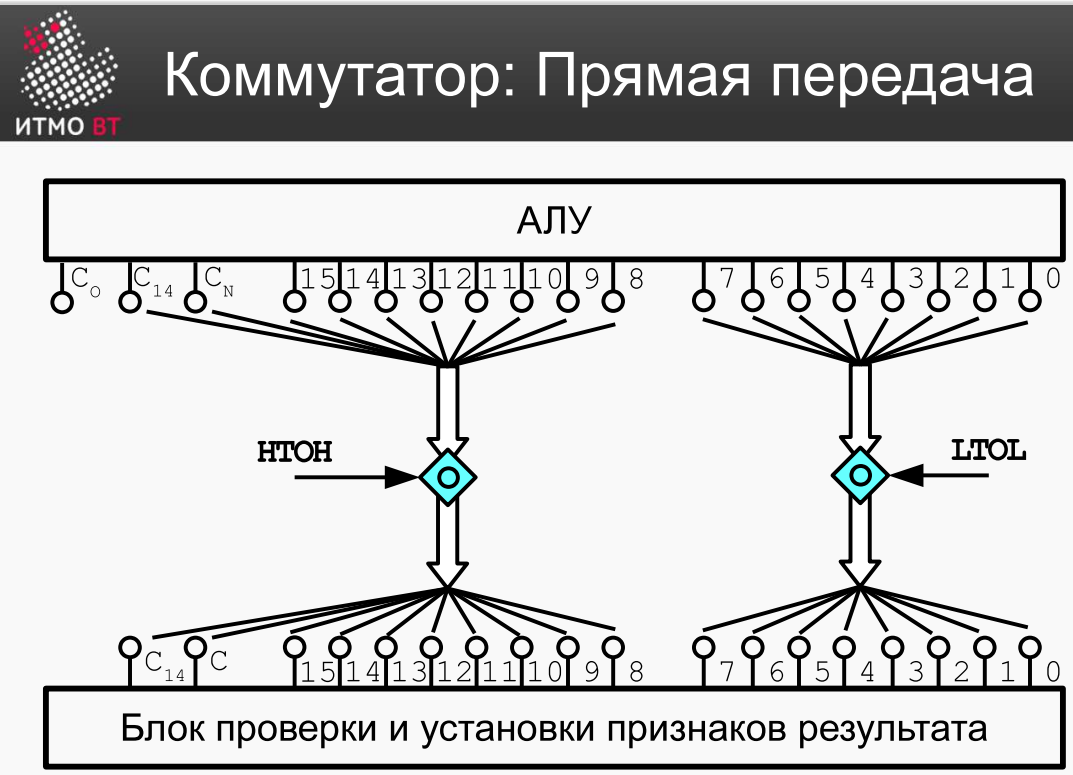 Коммутатор: Прямая передача
ИТМО ВТ
АЛУ
C₀ C₁₄ C_N 15 14 13 12 11 10 9 8 7 6 5 4 3 2 1 0
HTOH LTOL
C₁₄ C 15 14 13 12 11 10 9 8 7 6 5 4 3 2 1 0
Блок проверки и установки признаков результата